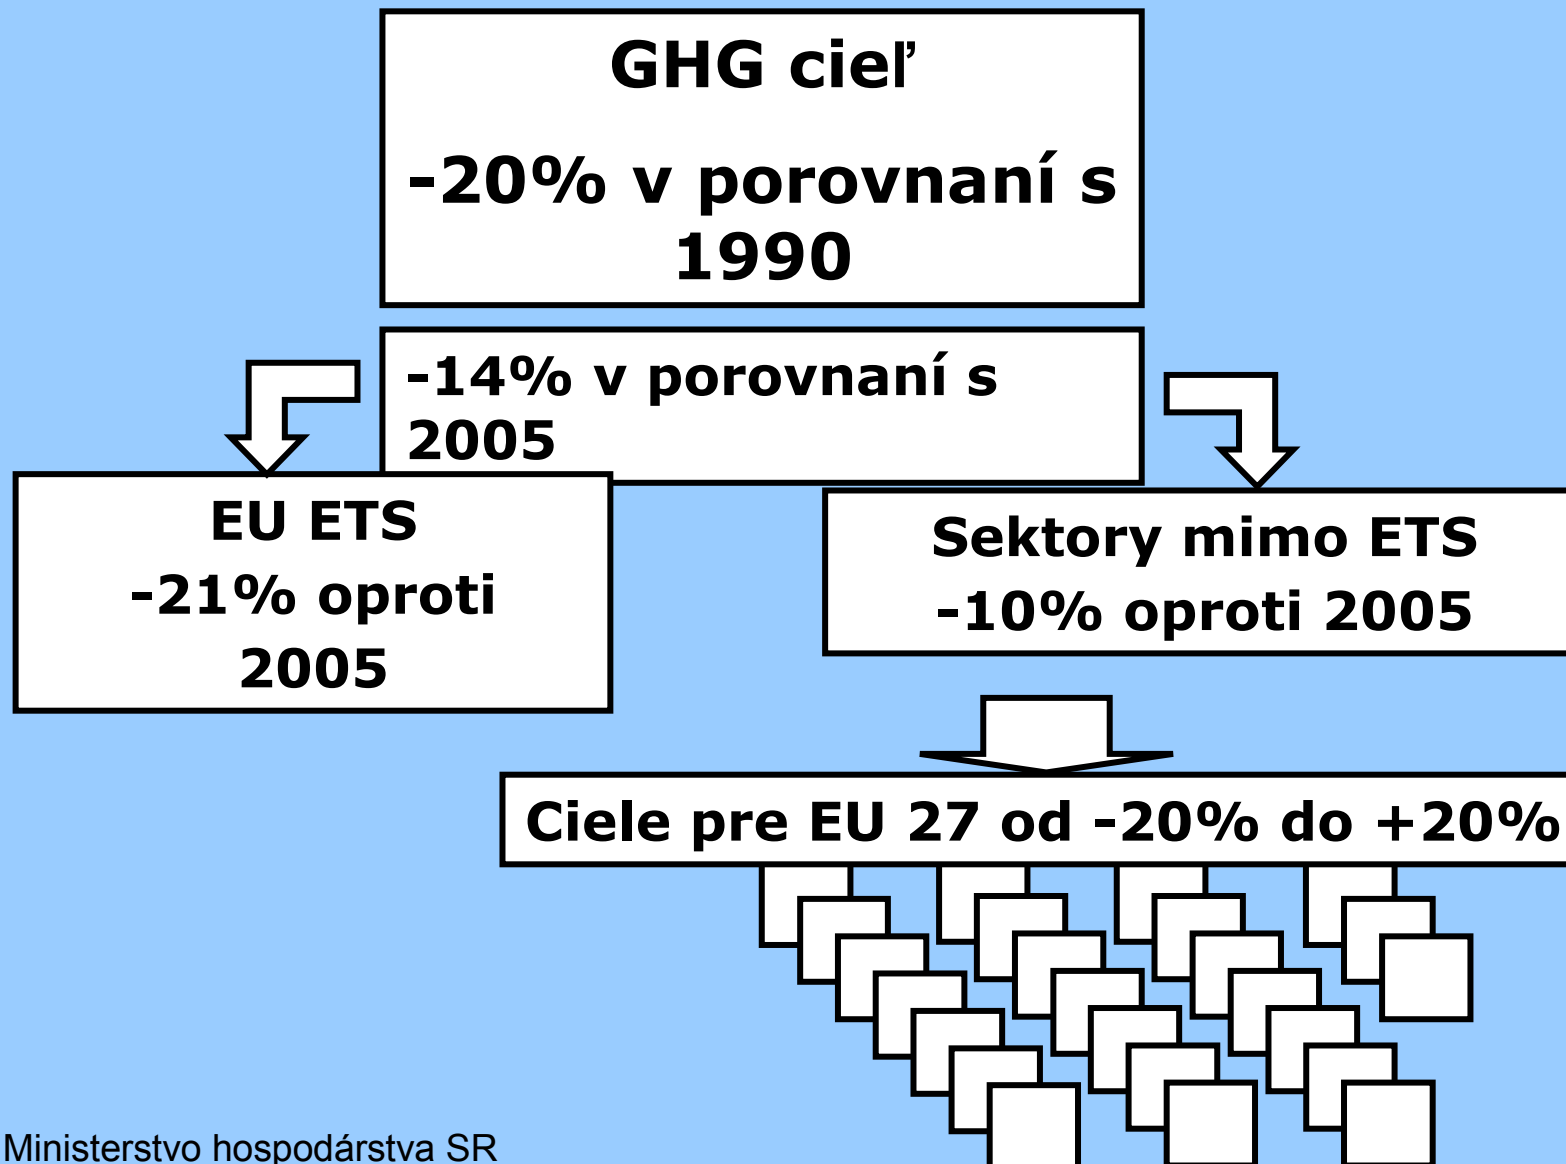 GHG cieľ
-20% v porovnaní s
1990
-14% v porovnaní s
2005
EU ETS
-21% oproti
2005
Sektory mimo ETS
-10% oproti 2005
Ciele pre EU 27 od -20% do +20%
Ministerstvo hospodárstva SR